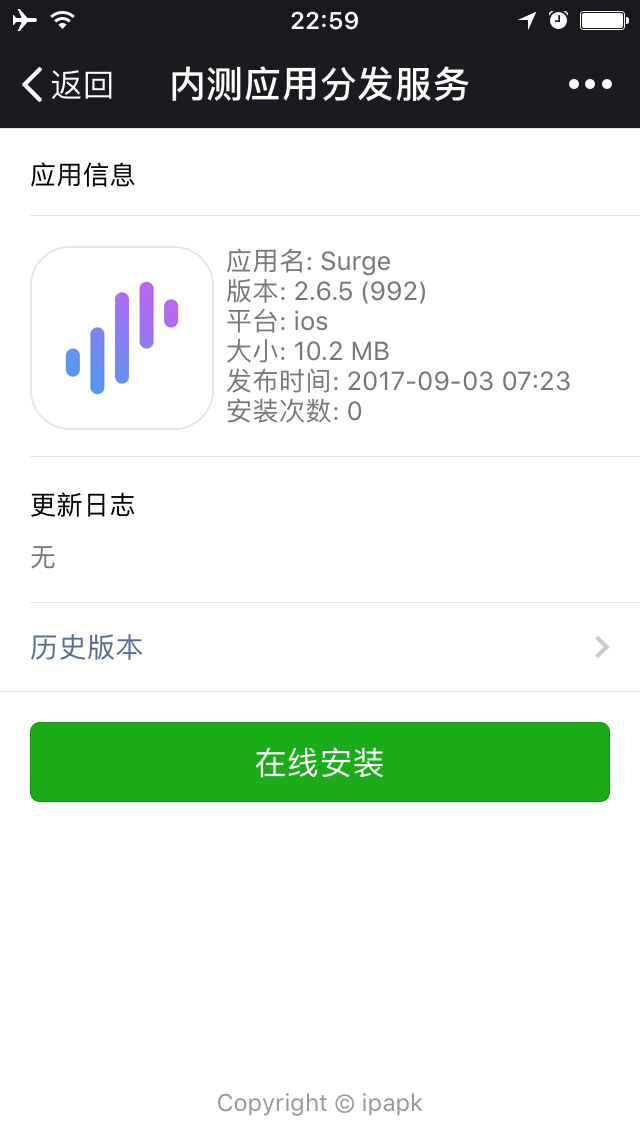 22:59
返回
内测应用分发服务
应用信息
应用名: Surge
版本: 2.6.5 (992)
平台: ios
大小: 10.2 MB
发布时间: 2017-09-03 07:23
安装次数: 0
更新日志
无
历史版本
在线安装
Copyright © ipapk